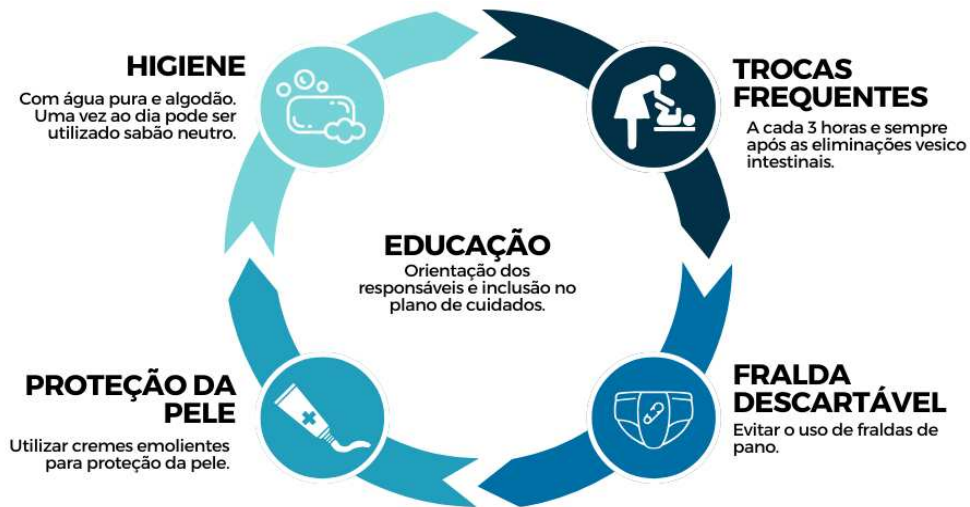 HIGIENE
Com água pura e algodão.
Uma vez ao dia pode ser
utilizado sabão neutro.
TROCAS
FREQUENTES
A cada 3 horas e sempre
após as eliminações vesico
intestinais.
EDUCAÇÃO
Orientação dos
responsáveis e inclusão no
plano de cuidados.
PROTEÇÃO DA
PELE
Utilizar cremes emolientes
para proteção da pele.
FRALDA
DESCARTÁVEL
Evitar o uso de fraldas de
pano.